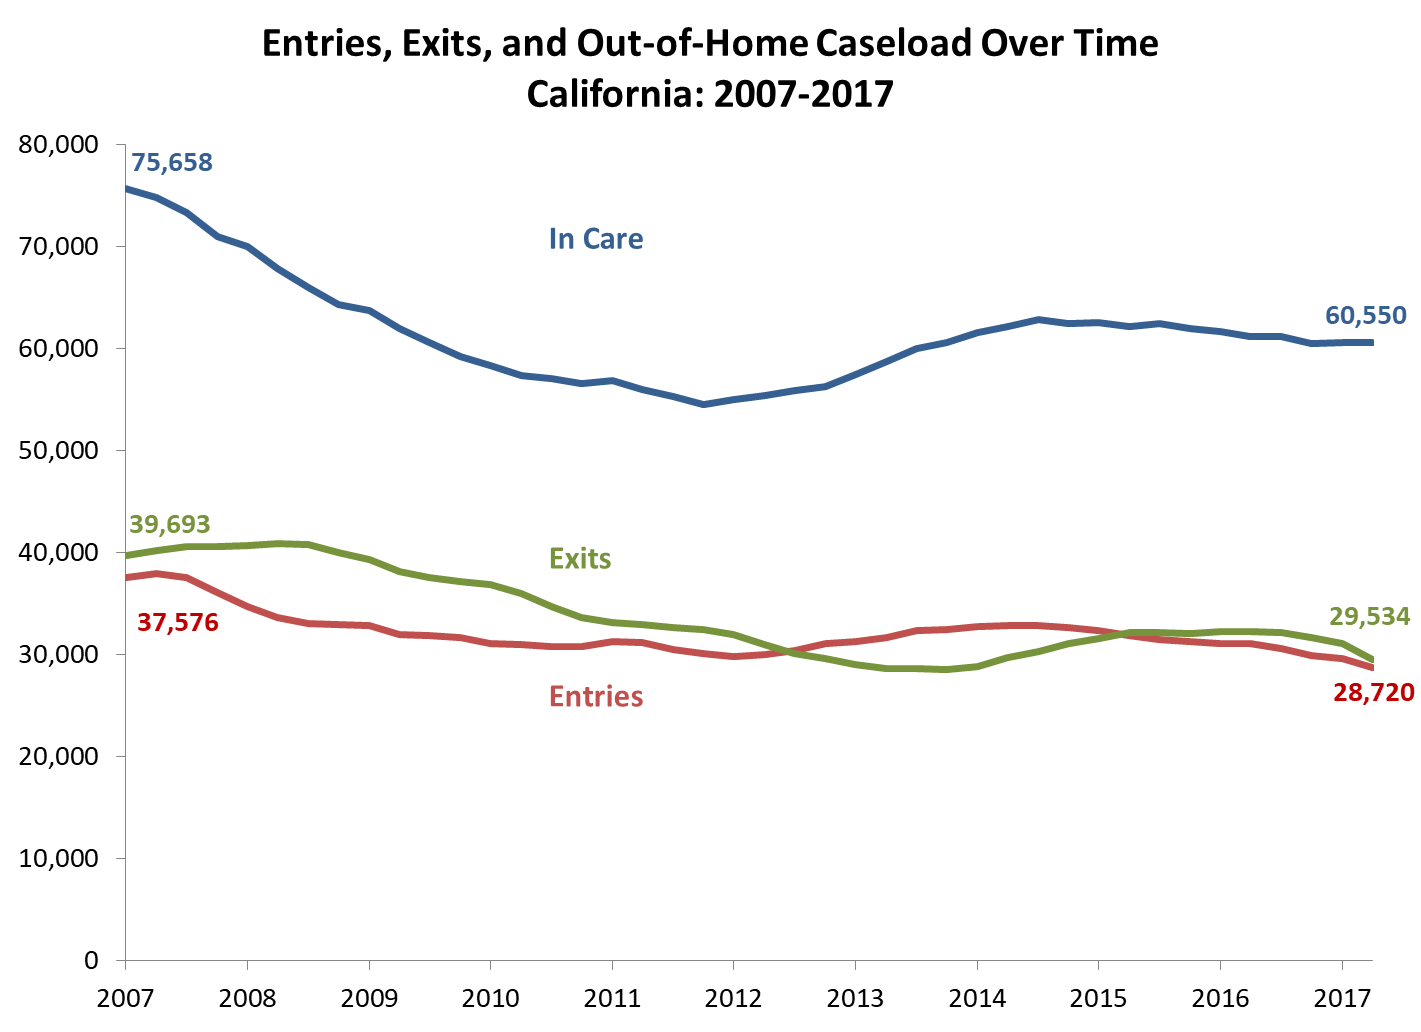 Entries, Exits, and Out-of-Home Caseload Over Time
California: 2007-2017
80,000
75,658
In Care
70,000
60,550
60,000
50,000
39,693
40,000
Exits
37,576
29,534
30,000
Entries
28,720
20,000
10,000
0
2007 2008 2009 2010 2011 2012 2013 2014 2015 2016 2017